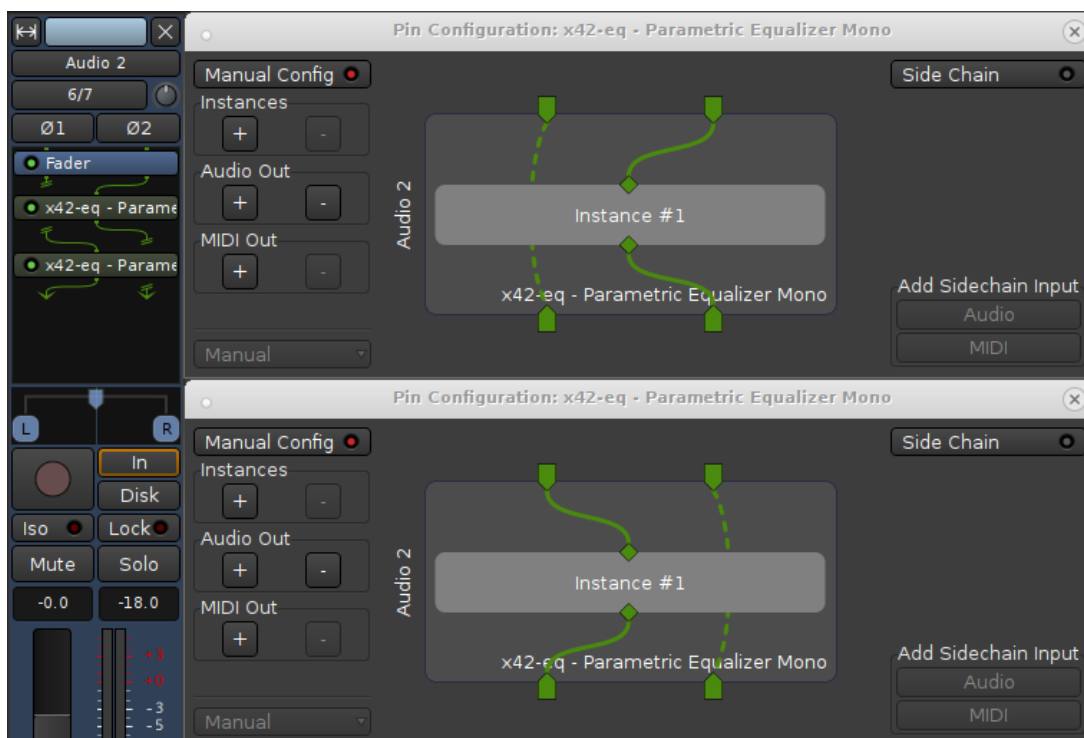 Audio 2
6/7
Ø1 Ø2
Fader
x42-eq - Parame
x42-eq - Parame
L R
In
Disk
Iso Lock
Mute Solo
-0.0 -18.0
+3
+0
-3
-5
Pin Configuration: x42-eq - Parametric Equalizer Mono
Manual Config
Side Chain
Instances
+ -
Audio Out
+ -
MIDI Out
+ -
Manual
Audio 2
Instance #1
x42-eq - Parametric Equalizer Mono
Add Sidechain Input
Audio
MIDI
Pin Configuration: x42-eq - Parametric Equalizer Mono
Manual Config
Side Chain
Instances
+ -
Audio Out
+ -
MIDI Out
+ -
Manual
Audio 2
Instance #1
x42-eq - Parametric Equalizer Mono
Add Sidechain Input
Audio
MIDI